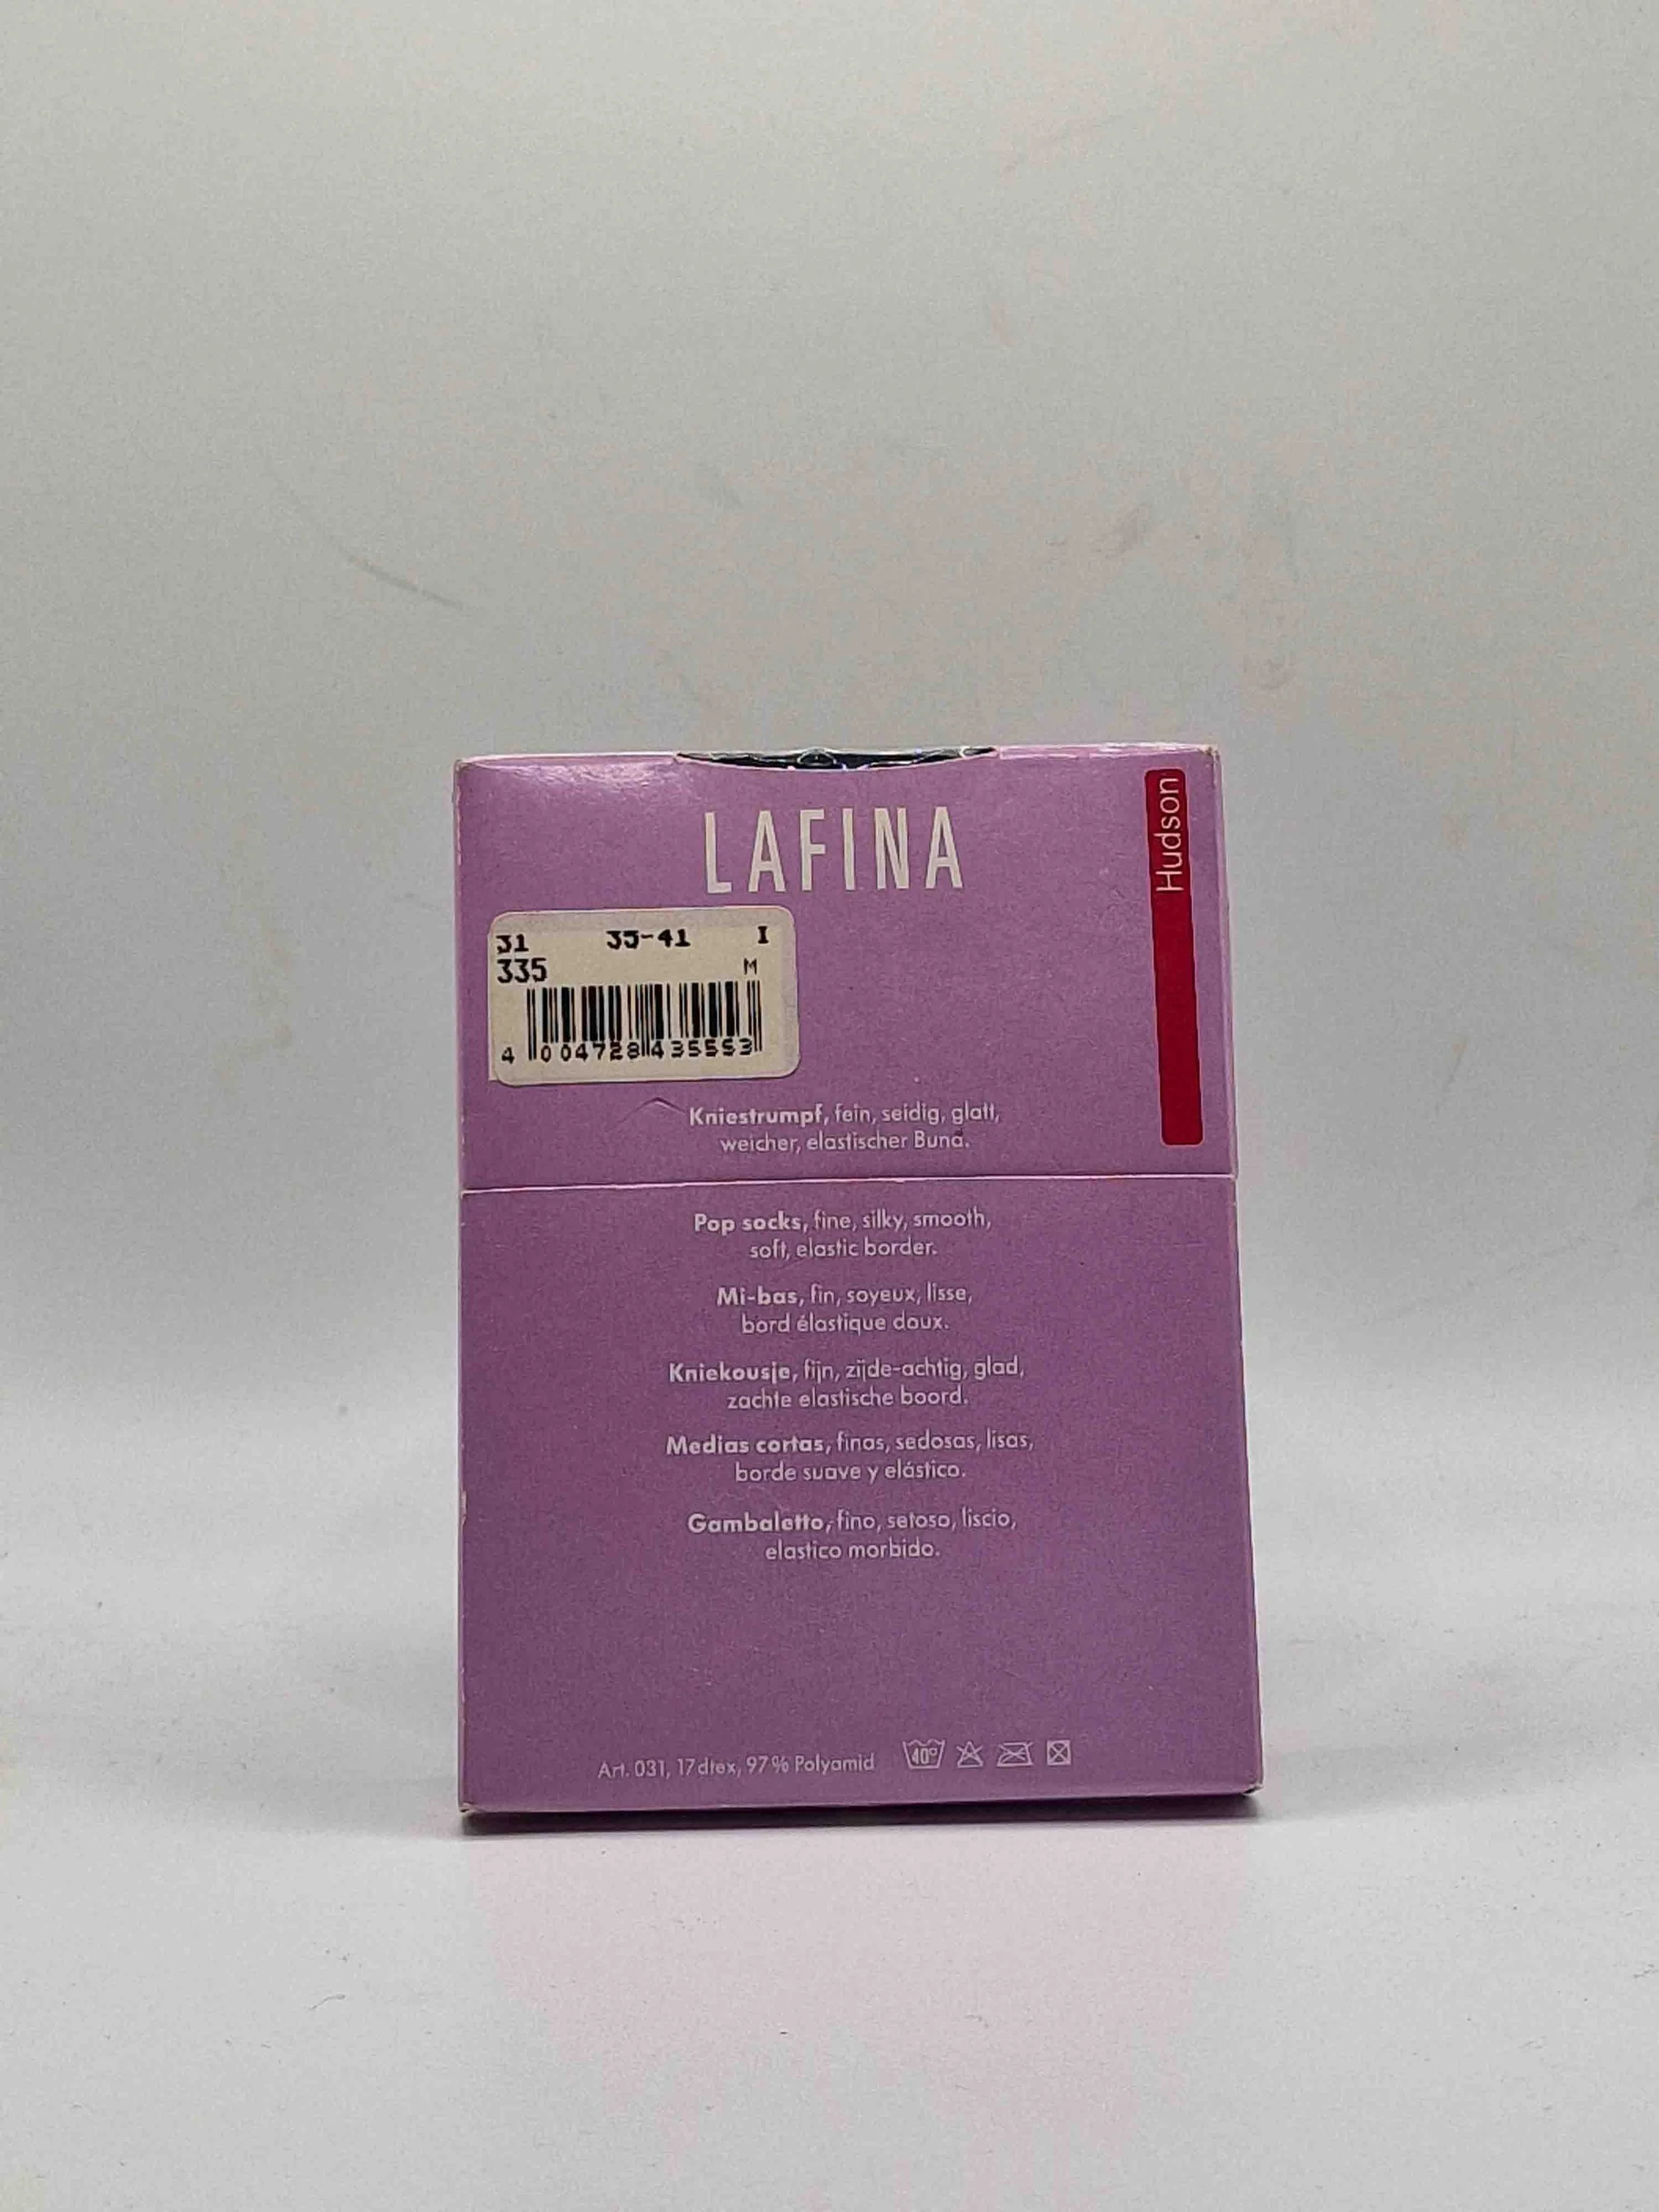 LAFINA
Hudson
31 35-41 I
335 M
4 004728 435553
Kniestrumpf, fein, seidig, glatt,
weicher, elastischer Bund.
Pop socks, fine, silky, smooth,
soft, elastic border.
Mi-bas, fin, soyeux, lisse,
bord élastique doux.
Kniekousje, fijn, zijde-achtig, glad,
zachte elastische boord.
Medias cortas, finas, sedosas, lisas,
borde suave y elástico.
Gambaletto, fino, setoso, liscio,
elastico morbido.
Art. 031, 17 dtex, 97% Polyamid 40°